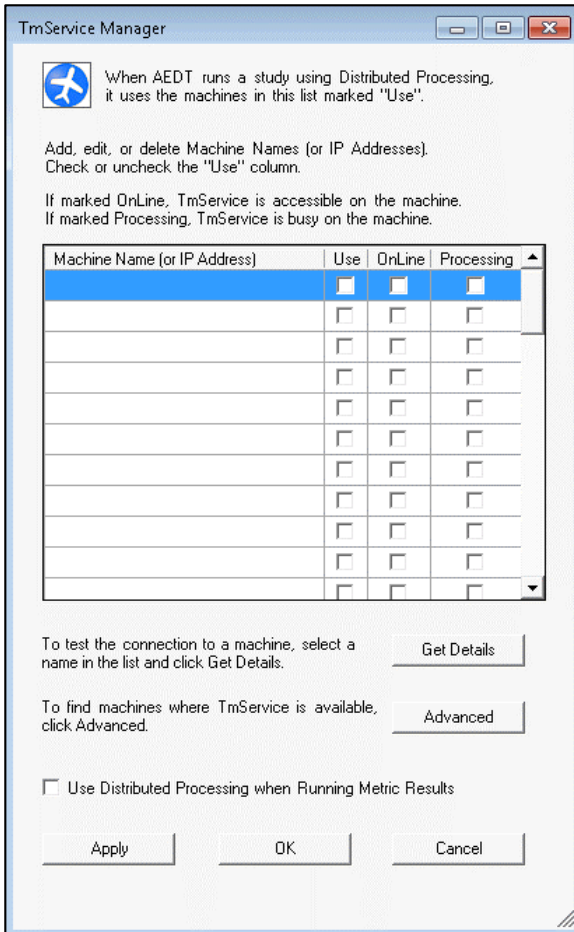 TmService Manager
When AEDT runs a study using Distributed Processing,
it uses the machines in this list marked "Use".
Add, edit, or delete Machine Names (or IP Addresses).
Check or uncheck the "Use" column.
If marked OnLine, TmService is accessible on the machine.
If marked Processing, TmService is busy on the machine.
Machine Name (or IP Address) Use OnLine Processing
To test the connection to a machine, select a
name in the list and click Get Details.
Get Details
To find machines where TmService is available,
click Advanced.
Advanced
Use Distributed Processing when Running Metric Results
Apply OK Cancel